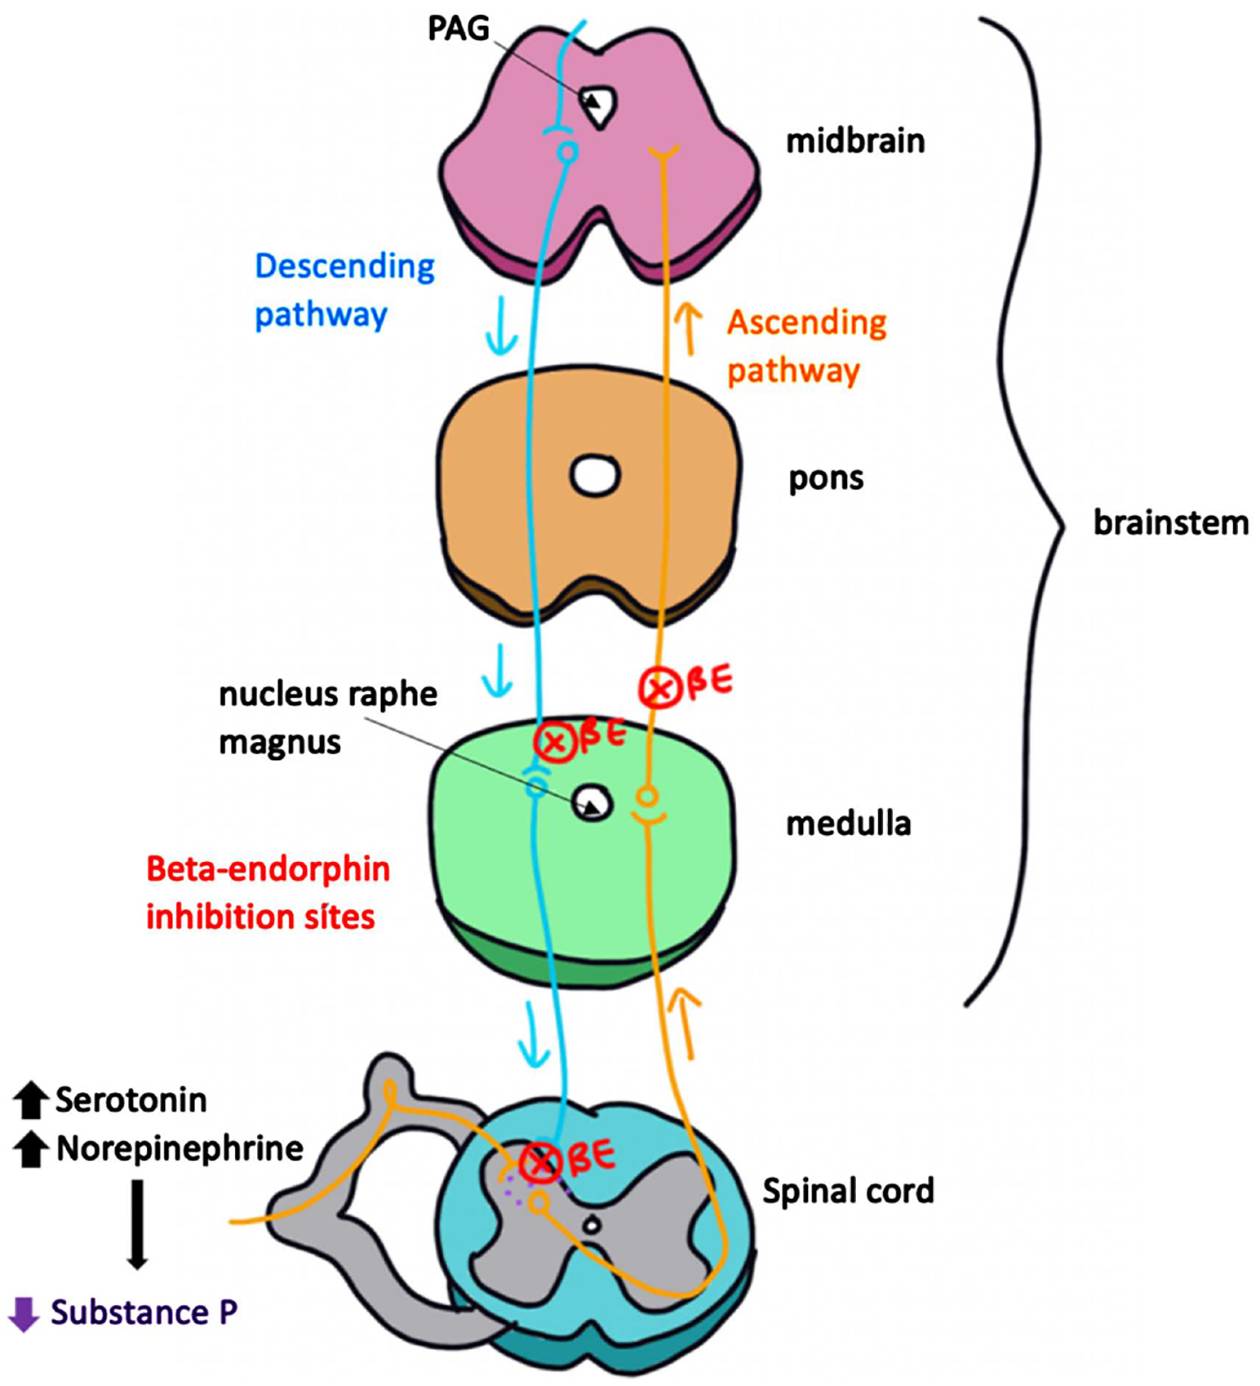 PAG
midbrain
Descending
pathway
Ascending
pathway
pons
brainstem
nucleus raphe
magnus
βE
βE
medulla
Beta-endorphin
inhibition sites
Serotonin
Norepinephrine
βE
Spinal cord
Substance P